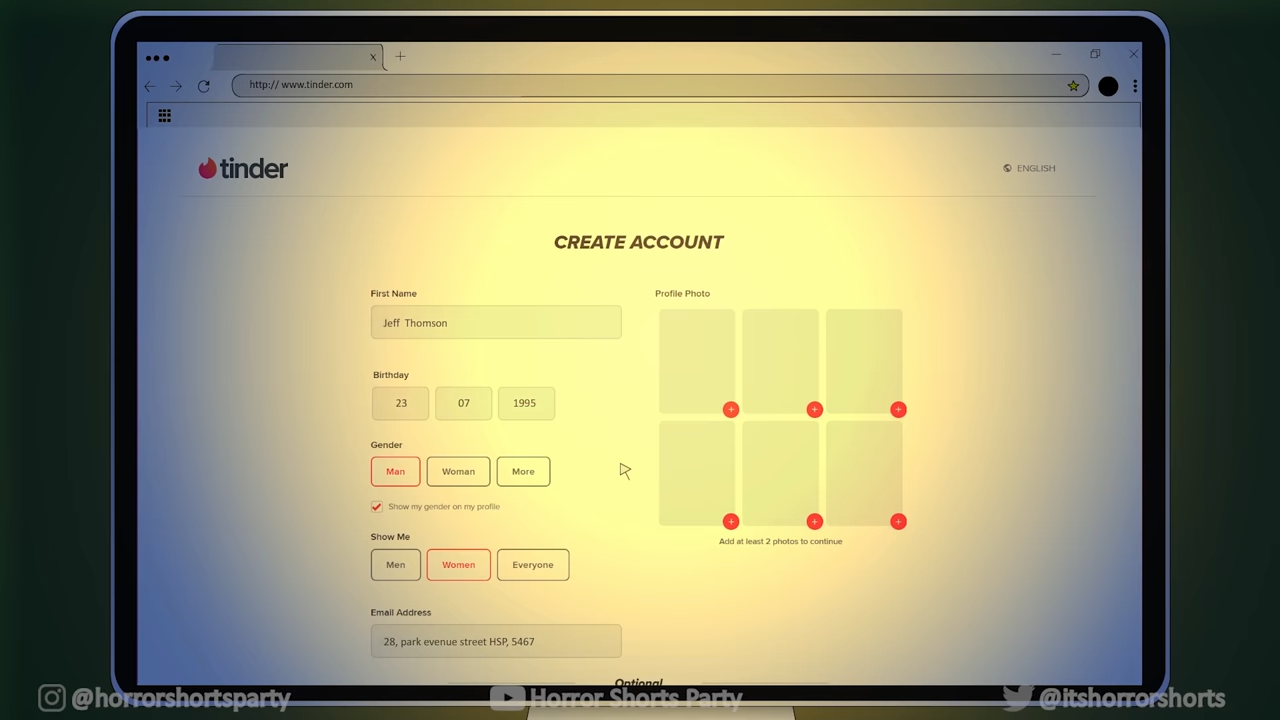 X
http:// www.tinder.com
tinder
ENGLISH
CREATE ACCOUNT
First Name
Jeff Thomson
Birthday
23 07 1995
Gender
Man Woman More
Show my gender on my profile
Show Me
Men Women Everyone
Email Address
28, park evenue street HSP, 5467
Profile Photo
Add at least 2 photos to continue
Optional
@horrorshortsparty
Horror Shorts Party
@itshorrorshorts